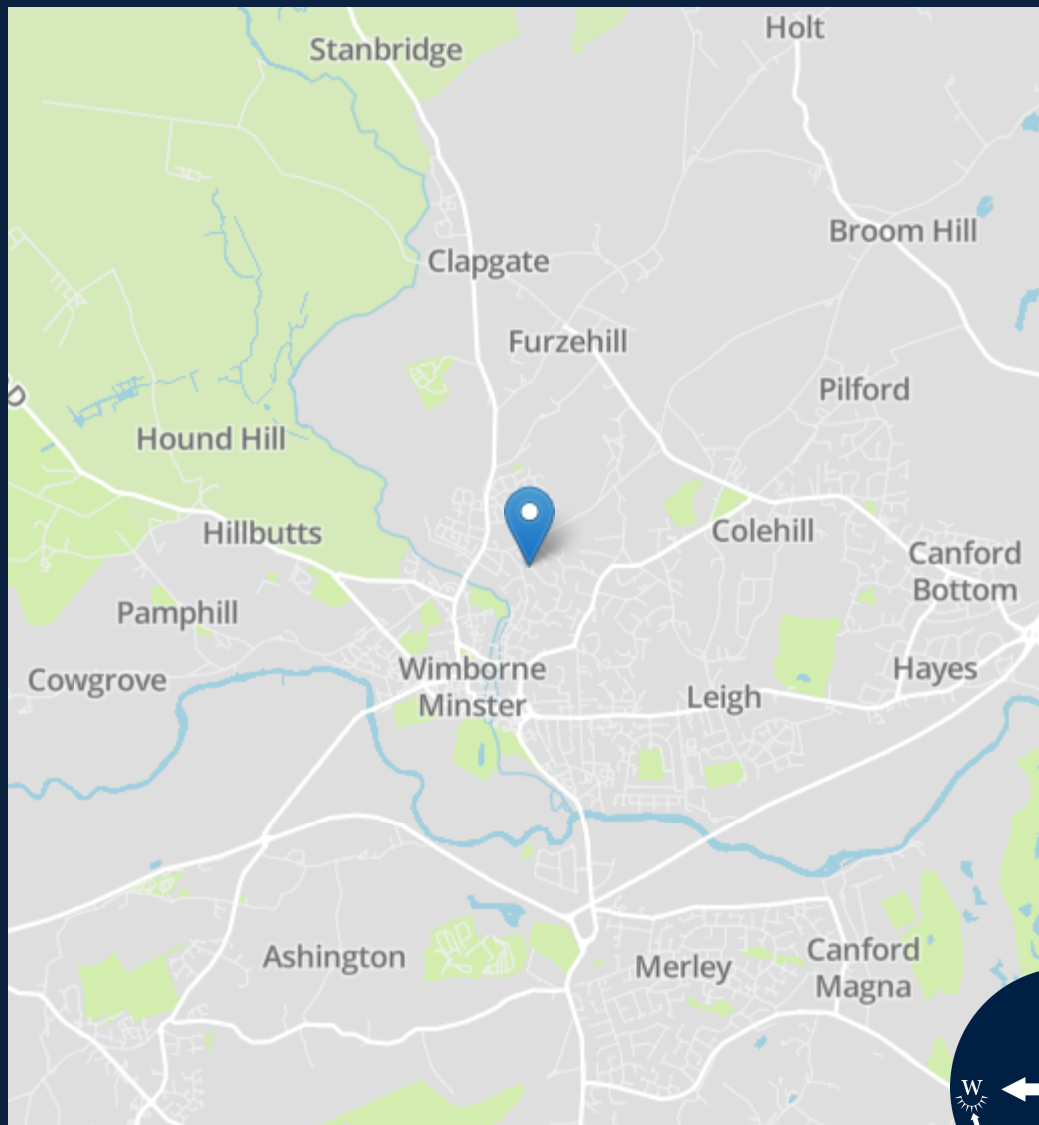 Stanbridge
Holt
Broom Hill
Clapgate
Furzehill
Pilford
Hound Hill
Hillbutts
Colehill
Canford
Bottom
Pamphill
Cowgrove
Wimborne
Minster
Leigh
Hayes
Ashington
Merley
Canford
Magna
W